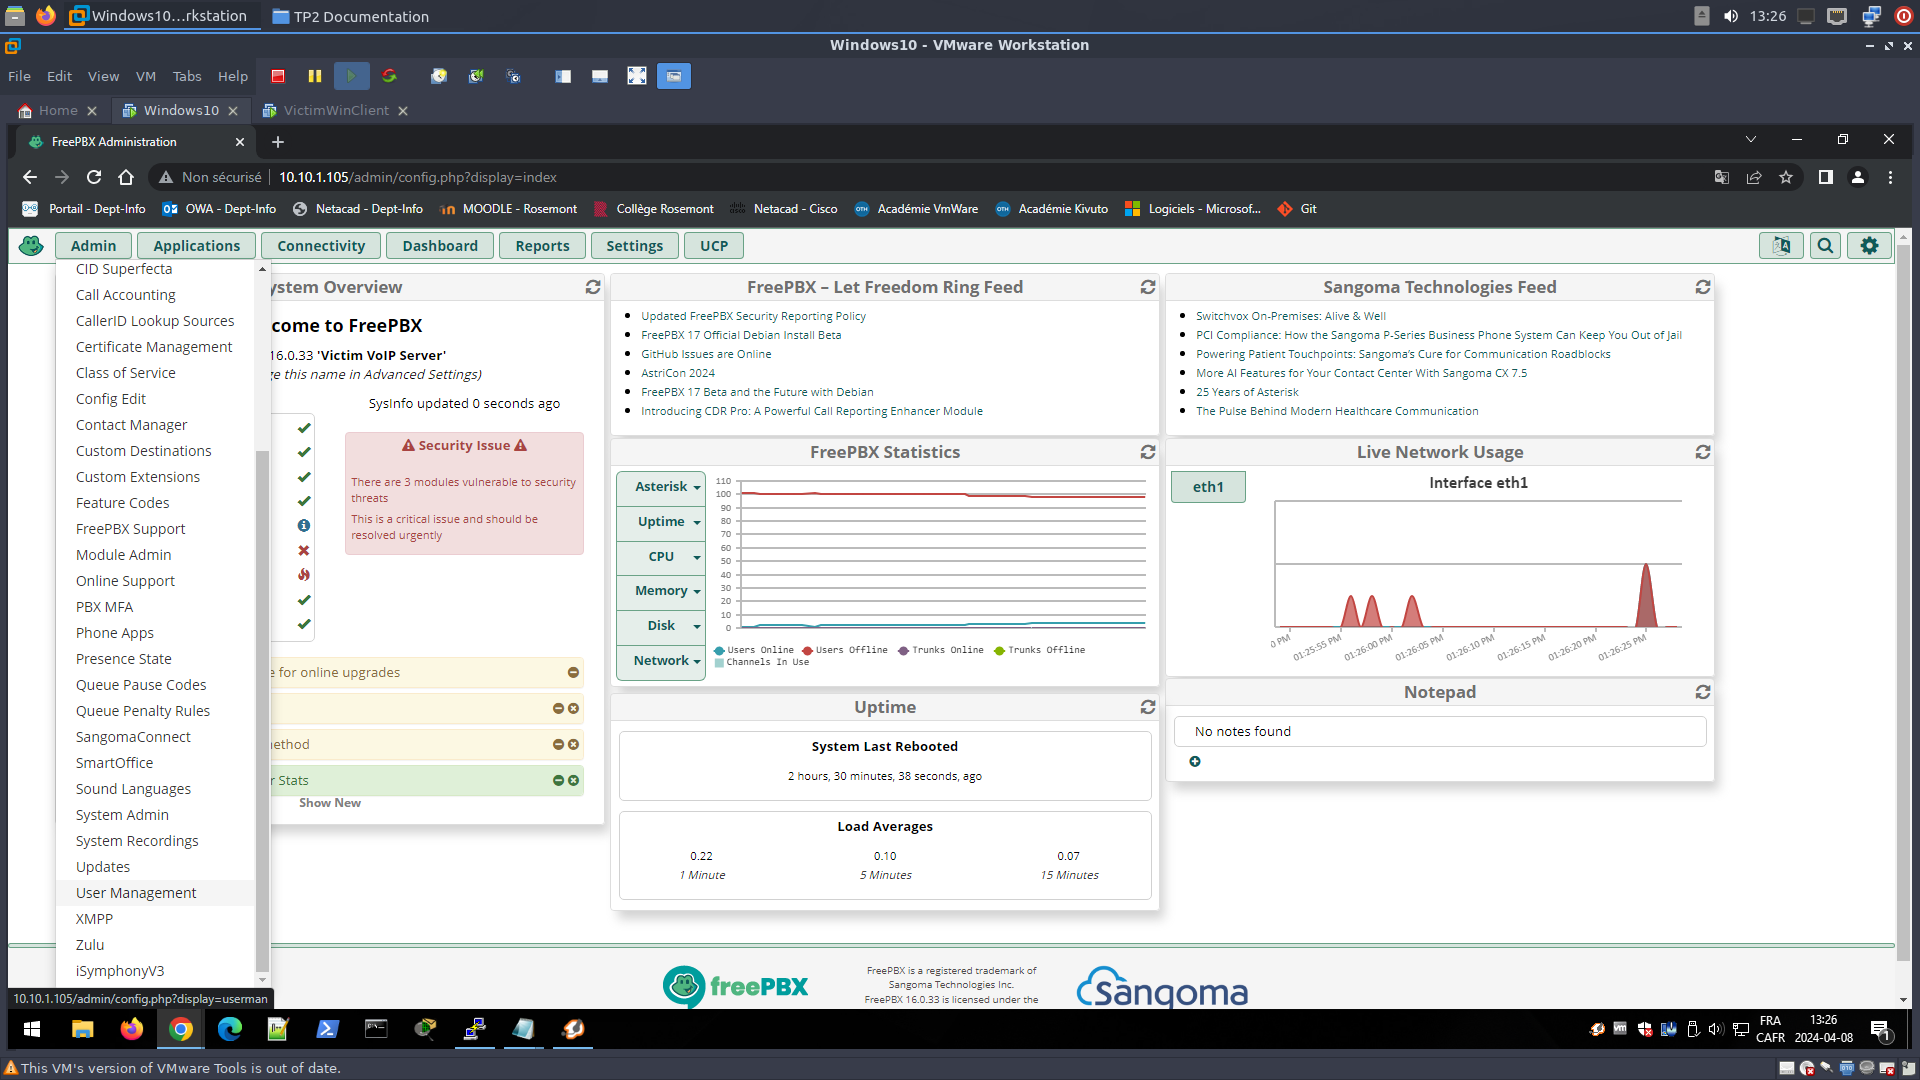 Windows10...rkstation
TP2 Documentation
13:26
Windows10 - VMware Workstation
File Edit View VM Tabs Help
Home
Windows10
VictimWinClient
FreePBX Administration
Non sécurisé
10.10.1.105/admin/config.php?display=index
Portail - Dept-Info
OWA - Dept-Info
Netacad - Dept-Info
MOODLE - Rosemont
Collège Rosemont
Netacad - Cisco
Académie VmWare
Académie Kivuto
Logiciels - Microsof...
Git
Admin
Applications
Connectivity
Dashboard
Reports
Settings
UCP
CID Superfecta
Call Accounting
CallerID Lookup Sources
Certificate Management
Class of Service
Config Edit
Contact Manager
Custom Destinations
Custom Extensions
Feature Codes
FreePBX Support
Module Admin
Online Support
PBX MFA
Phone Apps
Presence State
Queue Pause Codes
Queue Penalty Rules
SangomaConnect
SmartOffice
Sound Languages
System Admin
System Recordings
Updates
User Management
XMPP
Zulu
iSymphonyV3
10.10.1.105/admin/config.php?display=userman
ystem Overview
come to FreePBX
16.0.33 'Victim VoIP Server'
ge this name in Advanced Settings)
SysInfo updated 0 seconds ago
Security Issue
There are 3 modules vulnerable to security
threats
This is a critical issue and should be
resolved urgently
e for online upgrades
ethod
r Stats
Show New
FreePBX – Let Freedom Ring Feed
Updated FreePBX Security Reporting Policy
FreePBX 17 Official Debian Install Beta
GitHub Issues are Online
AstriCon 2024
FreePBX 17 Beta and the Future with Debian
Introducing CDR Pro: A Powerful Call Reporting Enhancer Module
FreePBX Statistics
Asterisk
Uptime
CPU
Memory
Disk
Network
110
100
90
80
70
60
50
40
30
20
10
0
Users Online
Users Offline
Trunks Online
Trunks Offline
Channels In Use
Uptime
System Last Rebooted
2 hours, 30 minutes, 38 seconds, ago
Load Averages
0.22 0.10 0.07
1 Minute 5 Minutes 15 Minutes
Sangoma Technologies Feed
Switchvox On-Premises: Alive & Well
PCI Compliance: How the Sangoma P-Series Business Phone System Can Keep You Out of Jail
Powering Patient Touchpoints: Sangoma's Cure for Communication Roadblocks
More AI Features for Your Contact Center With Sangoma CX 7.5
25 Years of Asterisk
The Pulse Behind Modern Healthcare Communication
Live Network Usage
eth1
Interface eth1
0 PM
01:25:55 PM
01:26:00 PM
01:26:05 PM
01:26:10 PM
01:26:15 PM
01:26:20 PM
01:26:25 PM
Notepad
No notes found
freePBX
FreePBX is a registered trademark of
Sangoma Technologies Inc.
FreePBX 16.0.33 is licensed under the
Sangoma
FRA
CAFR
13:26
2024-04-08
1
This VM's version of VMware Tools is out of date.